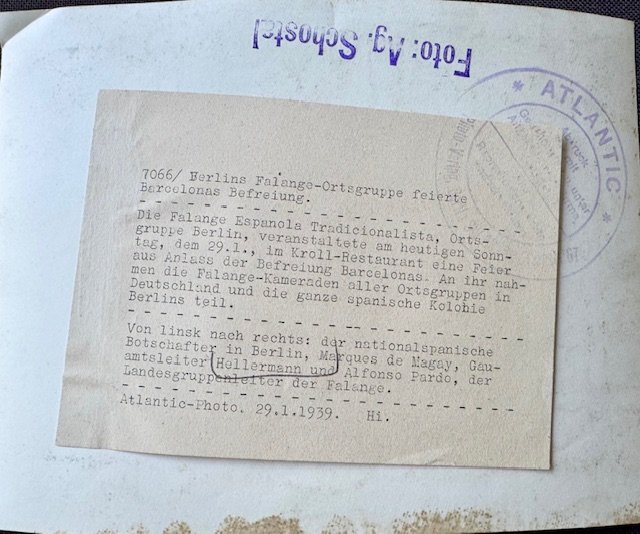 Foto: Ag. Schostal
* ATLANTIC *
7066/ Berlins Falange-Ortsgruppe feierte
Barcelonas Befreiung.
Die Falange Espanola Tradicionalista, Orts-
gruppe Berlin, veranstaltete am heutigen Sonn-
tag, dem 29.1., im Kroll-Restaurant eine Feier
aus Anlass der Befreiung Barcelonas. An ihr nah-
men die Falange-Kameraden aller Ortsgruppen in
Deutschland und die ganze spanische Kolonie
Berlins teil.
Von linsk nach rechts: der nationalspanische
Botschafter in Berlin, Marques de Magay, Gau-
amtsleiter Hellermann und Alfonso Pardo, der
Landesgruppenleiter der Falange.
Atlantic-Photo. 29.1.1939. Hi.